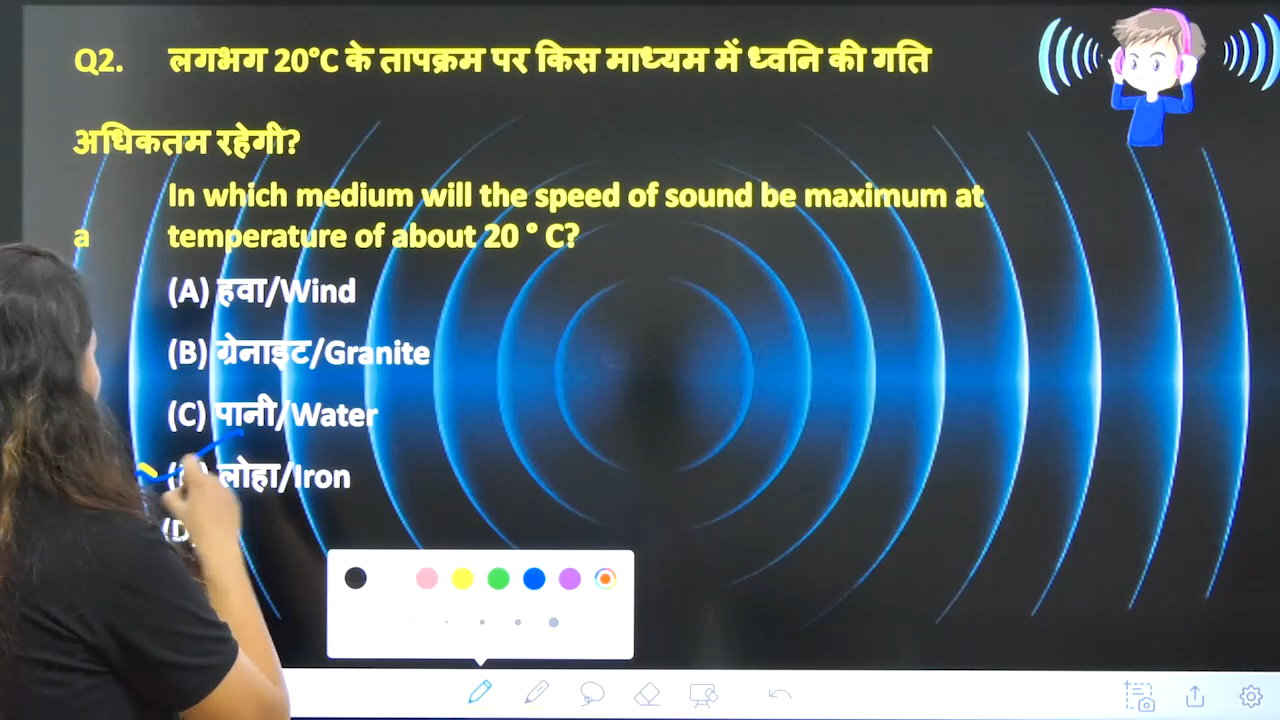 Q2. लगभग 20°C के तापक्रम पर किस माध्यम में ध्वनि की गति
अधिकतम रहेगी?
In which medium will the speed of sound be maximum at
a temperature of about 20 ° C?
(A) हवा/Wind
(B) ग्रेनाइट/Granite
(C) पानी/Water
लोहा/Iron
(D